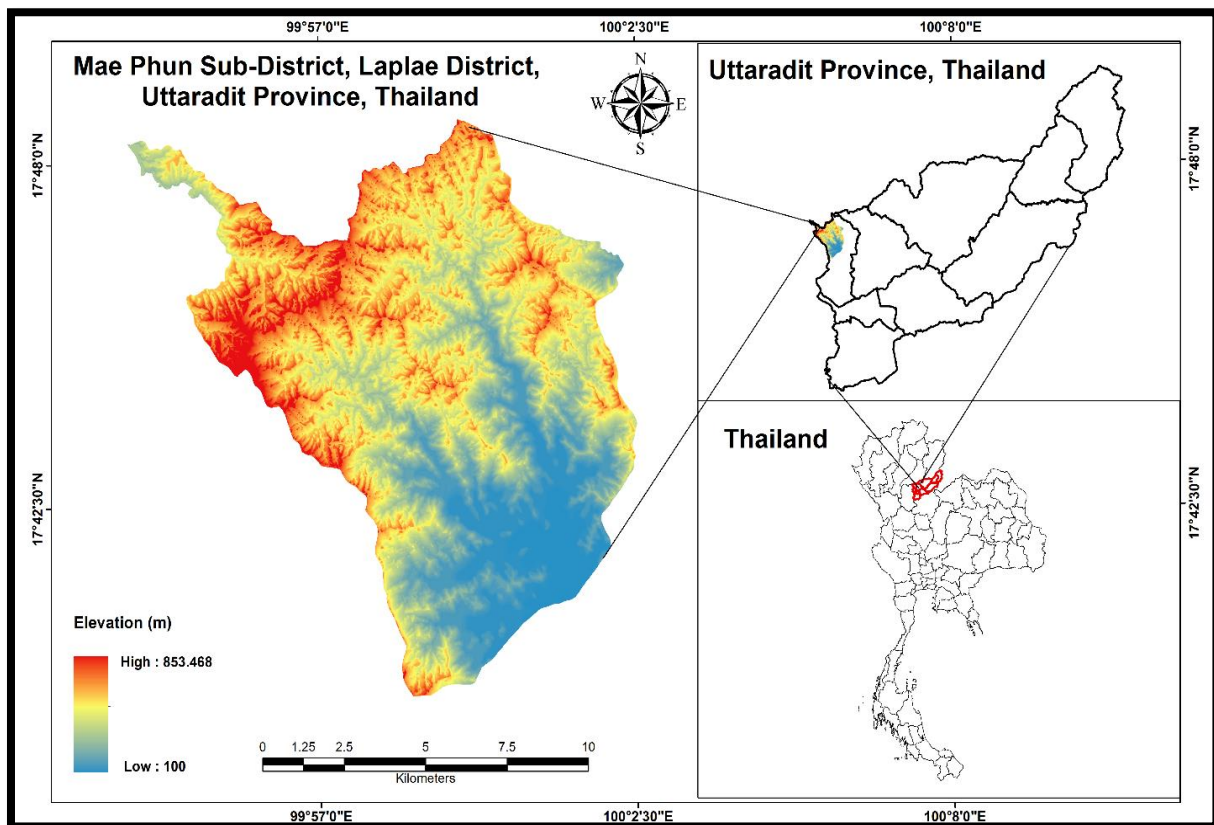 99°57'0"E
100°2'30"E
100°8'0"E
Mae Phun Sub-District, Laplae District,
Uttaradit Province, Thailand
N
W
E
S
Uttaradit Province, Thailand
17°48'0"N
17°48'0"N
Thailand
17°42'30"N
17°42'30"N
Elevation (m)
High : 853.468
Low : 100
0 1.25 2.5 5 7.5 10
Kilometers
99°57'0"E
100°2'30"E
100°8'0"E